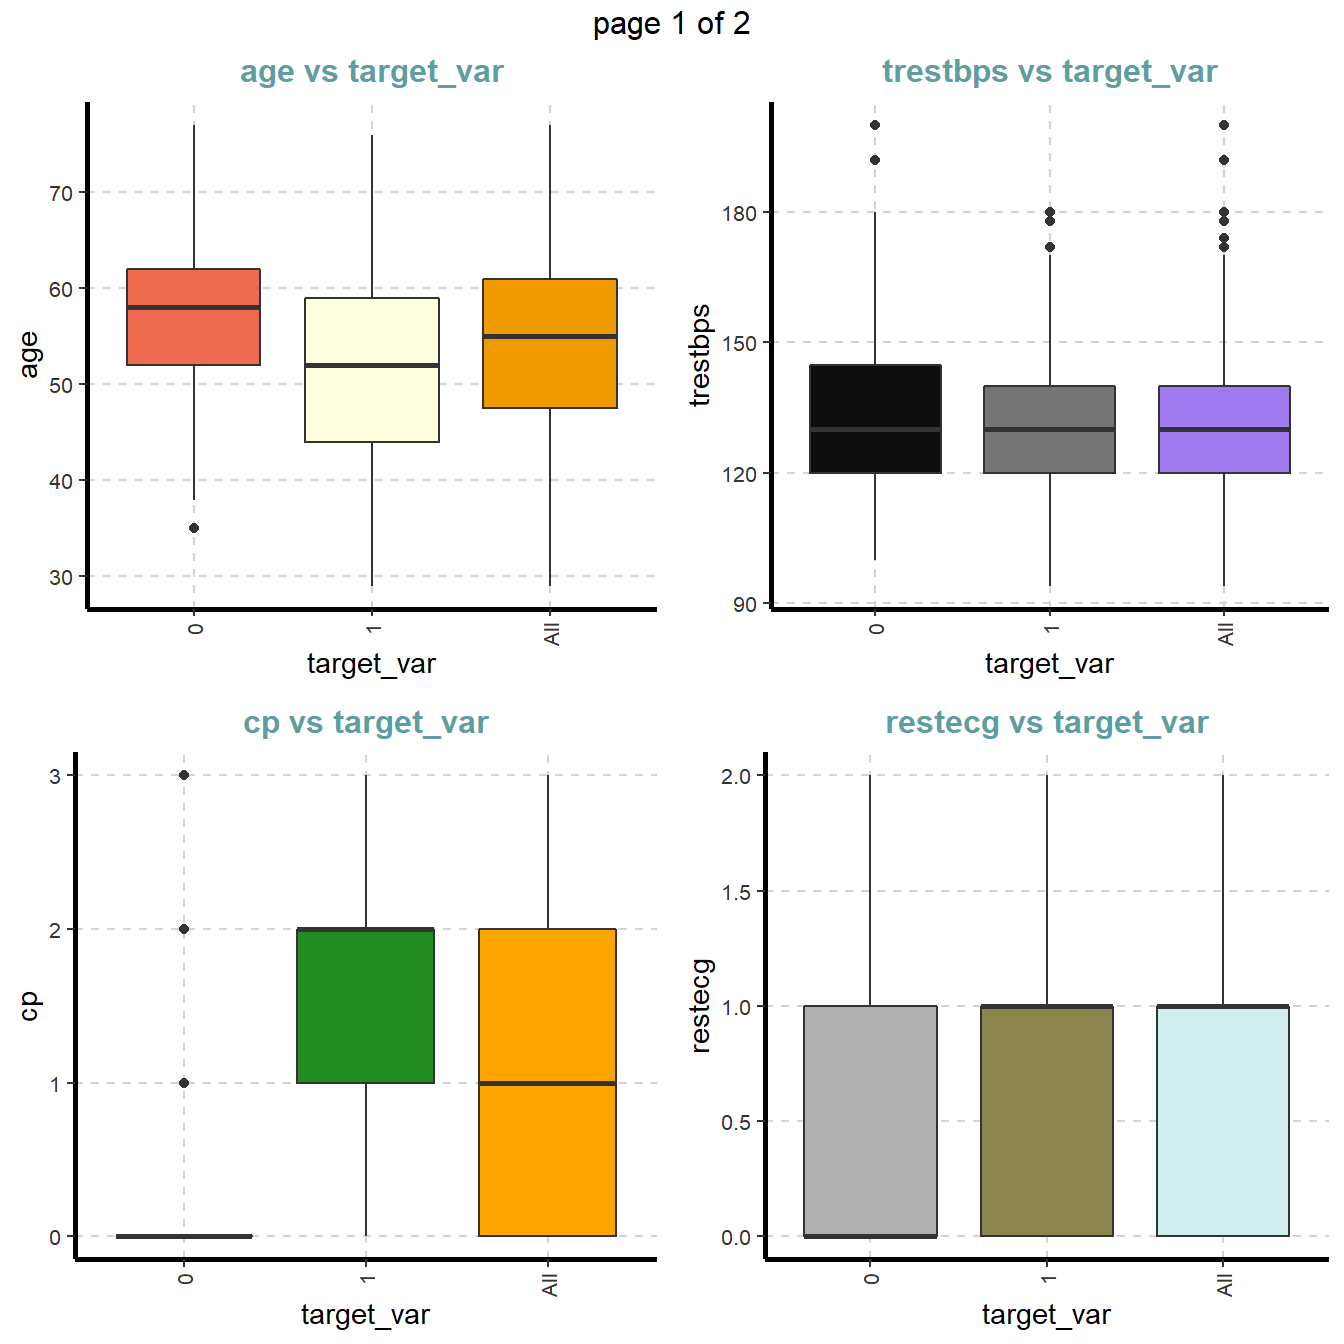 page 1 of 2
age vs target_var
age
70
60
50
40
30
0
1
All
target_var
trestbps vs target_var
trestbps
180
150
120
90
0
1
All
target_var
cp vs target_var
cp
3
2
1
0
0
1
All
target_var
restecg vs target_var
restecg
2.0
1.5
1.0
0.5
0.0
0
1
All
target_var